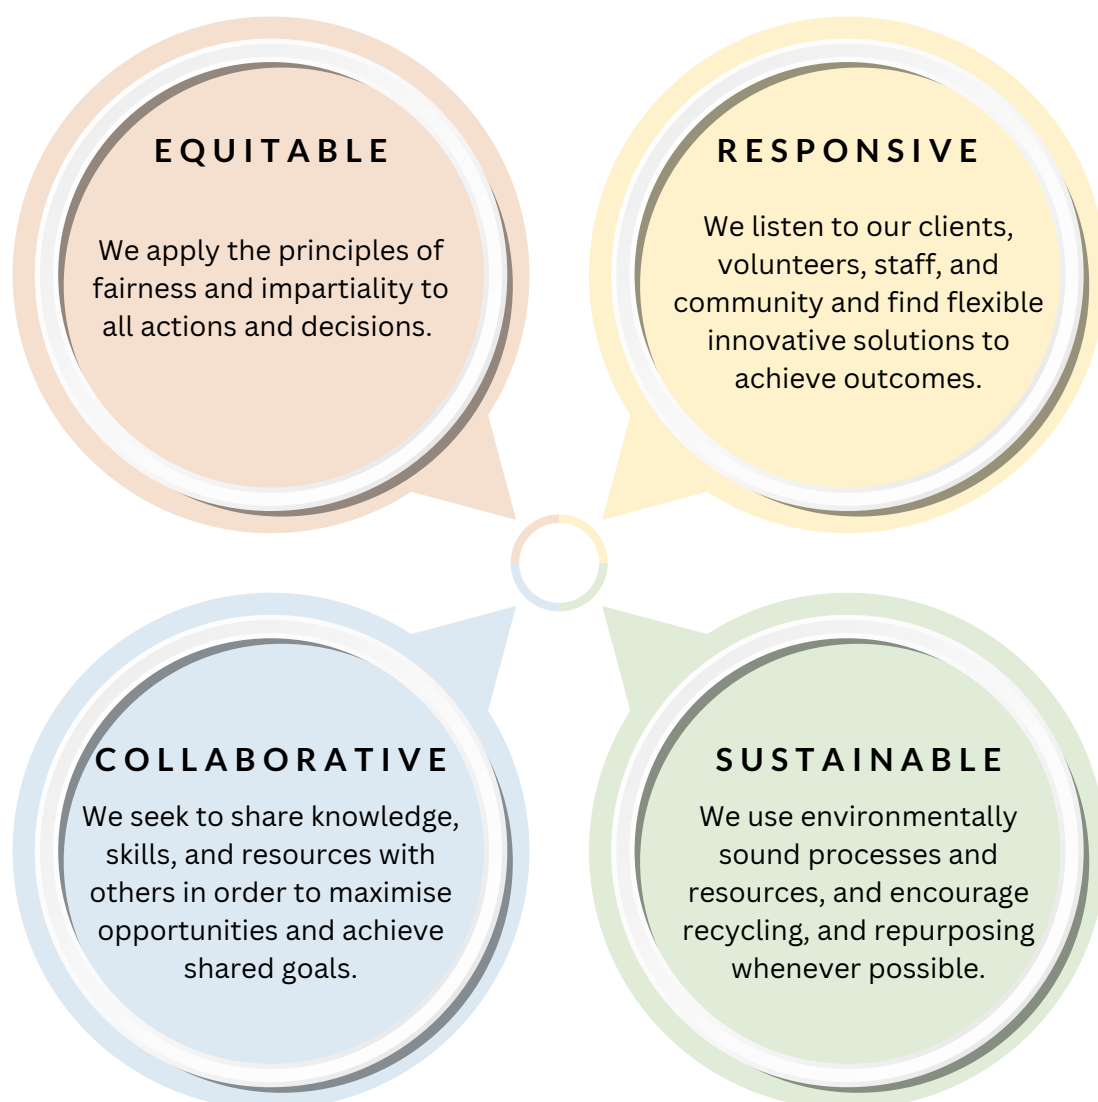 EQUITABLE
We apply the principles of
fairness and impartiality to
all actions and decisions.
RESPONSIVE
We listen to our clients,
volunteers, staff, and
community and find flexible
innovative solutions to
achieve outcomes.
COLLABORATIVE
We seek to share knowledge,
skills, and resources with
others in order to maximise
opportunities and achieve
shared goals.
SUSTAINABLE
We use environmentally
sound processes and
resources, and encourage
recycling, and repurposing
whenever possible.